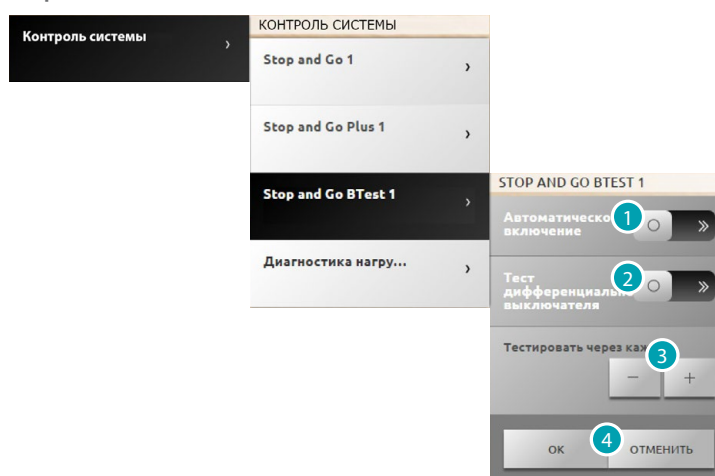 Контроль системы
КОНТРОЛЬ СИСТЕМЫ
Stop and Go 1
Stop and Go Plus 1
Stop and Go BTest 1
Диагностика нагру...
STOP AND GO BTEST 1
Автоматическо
включение
1
Тест
дифференциальн
выключателя
2
Тестировать через каж
3
− +
4
ОК ОТМЕНИТЬ